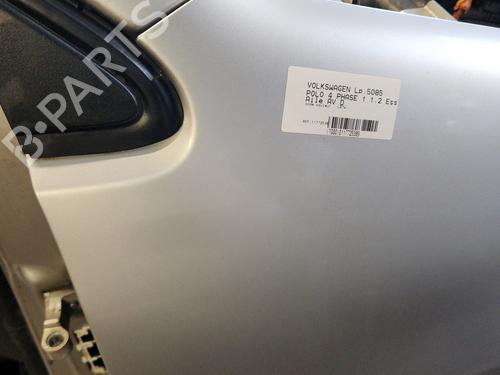 B-PARTS
VOLKSWAGEN Lp 5085
POLO 4 PHASE 1 1.2 Ess
Aile Av D